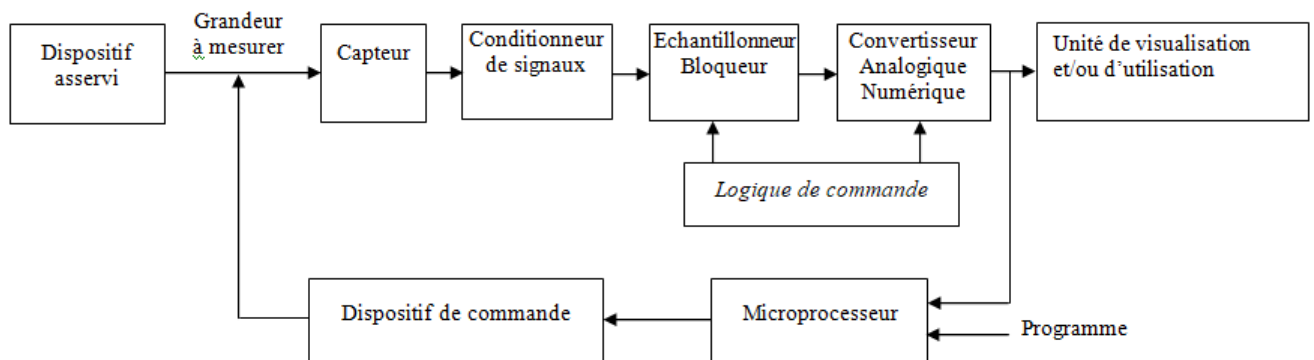 Grandeur
à mesurer
Dispositif
asservi
Capteur
Conditionneur
de signaux
Echantillonneur
Bloqueur
Convertisseur
Analogique
Numérique
Unité de visualisation
et/ou d’utilisation
Logique de commande
Dispositif de commande
Microprocesseur
Programme